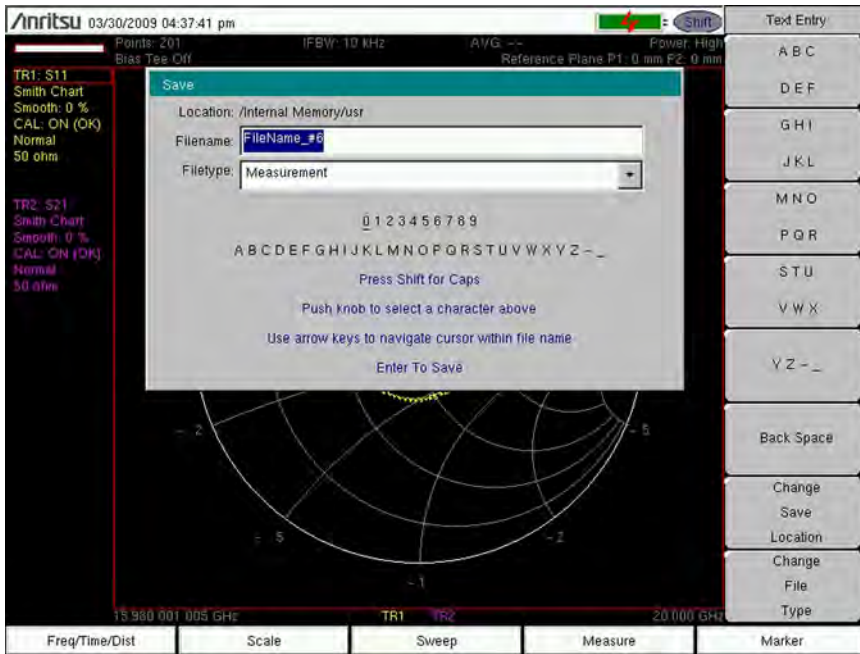 /Inritsu 03/30/2009 04:37:41 pm
Shift
Text Entry
Points: 201 IFBW: 10 kHz AVG: -- Power: High
Bias Tee Off Reference Plane P1: 0 mm P2: 0 mm
TR1: S11
Smith Chart
Smooth: 0 %
CAL: ON (OK)
Normal
50 ohm
TR2: S21
Smith Chart
Smooth: 0 %
CAL: ON (OK)
Normal
50 ohm
Save
Location: /Internal Memory/usr
Filename: FileName_#6
Filetype: Measurement
0 1 2 3 4 5 6 7 8 9
A B C D E F G H I J K L M N O P Q R S T U V W X Y Z - _
Press Shift for Caps
Push knob to select a character above
Use arrow keys to navigate cursor within file name
Enter To Save
-.2
-5
-.5
-2
-1
15.980 001 005 GHz TR1 TR2 20.000 GHz
A B C
D E F
G H I
J K L
M N O
P Q R
S T U
V W X
Y Z - _
Back Space
Change
Save
Location
Change
File
Type
Freq/Time/Dist Scale Sweep Measure Marker